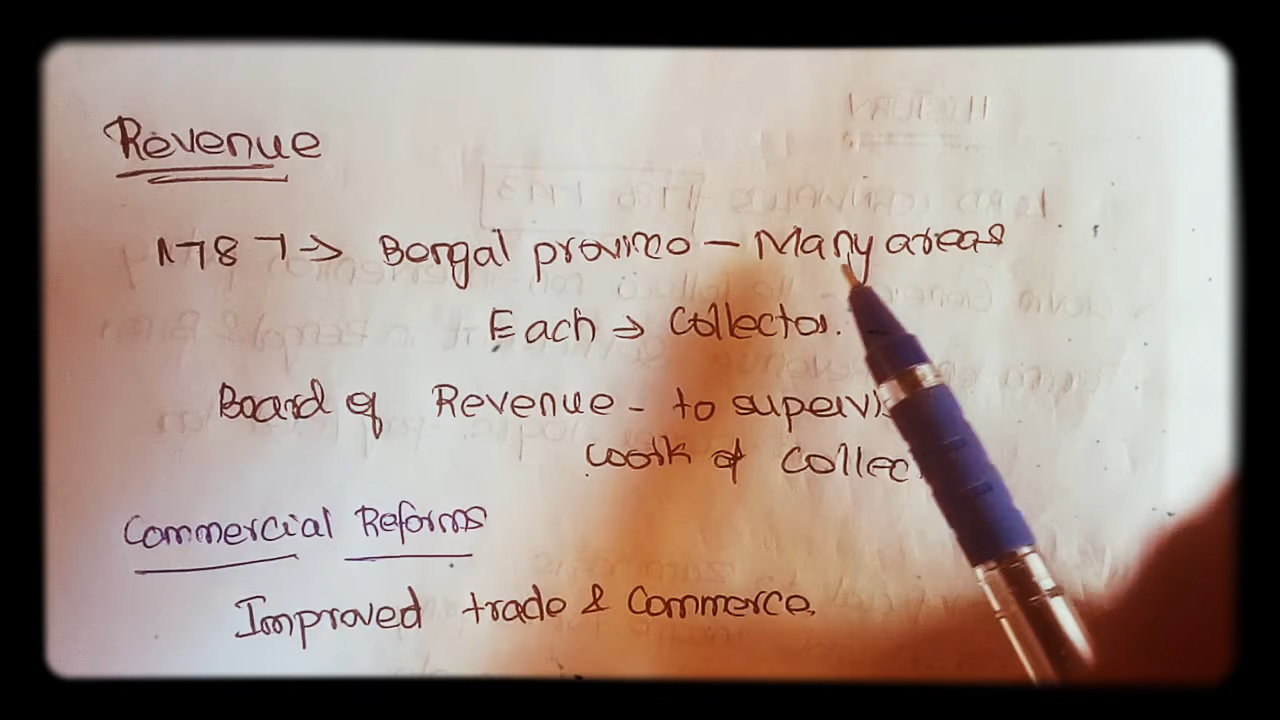 Revenue
1787 → Bengal province - Many areas
Each → Collector.
Board of Revenue - to supervi
work of collec
Commercial Reforms
Improved trade & Commerce.